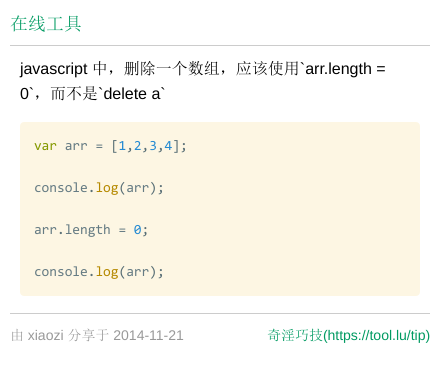 在线工具
javascript 中，删除一个数组，应该使用`arr.length =
0`，而不是`delete a`
var arr = [1,2,3,4];
console.log(arr);
arr.length = 0;
console.log(arr);
由 xiaozi 分享于 2014-11-21
奇淫巧技(https://tool.lu/tip)